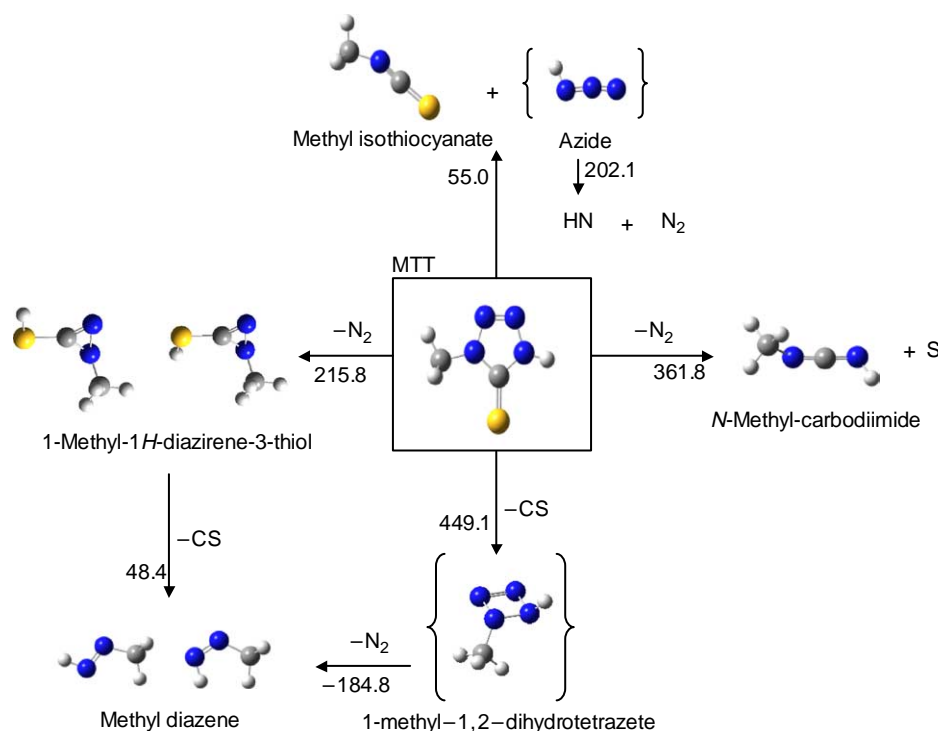 +
Methyl isothiocyanate
Azide
55.0
202.1
HN + N2
MTT
−N2
215.8
−N2
361.8
+ S
1-Methyl-1H-diazirene-3-thiol
N-Methyl-carbodiimide
449.1
−CS
−CS
48.4
−N2
−184.8
Methyl diazene
1-methyl−1,2−dihydrotetrazete